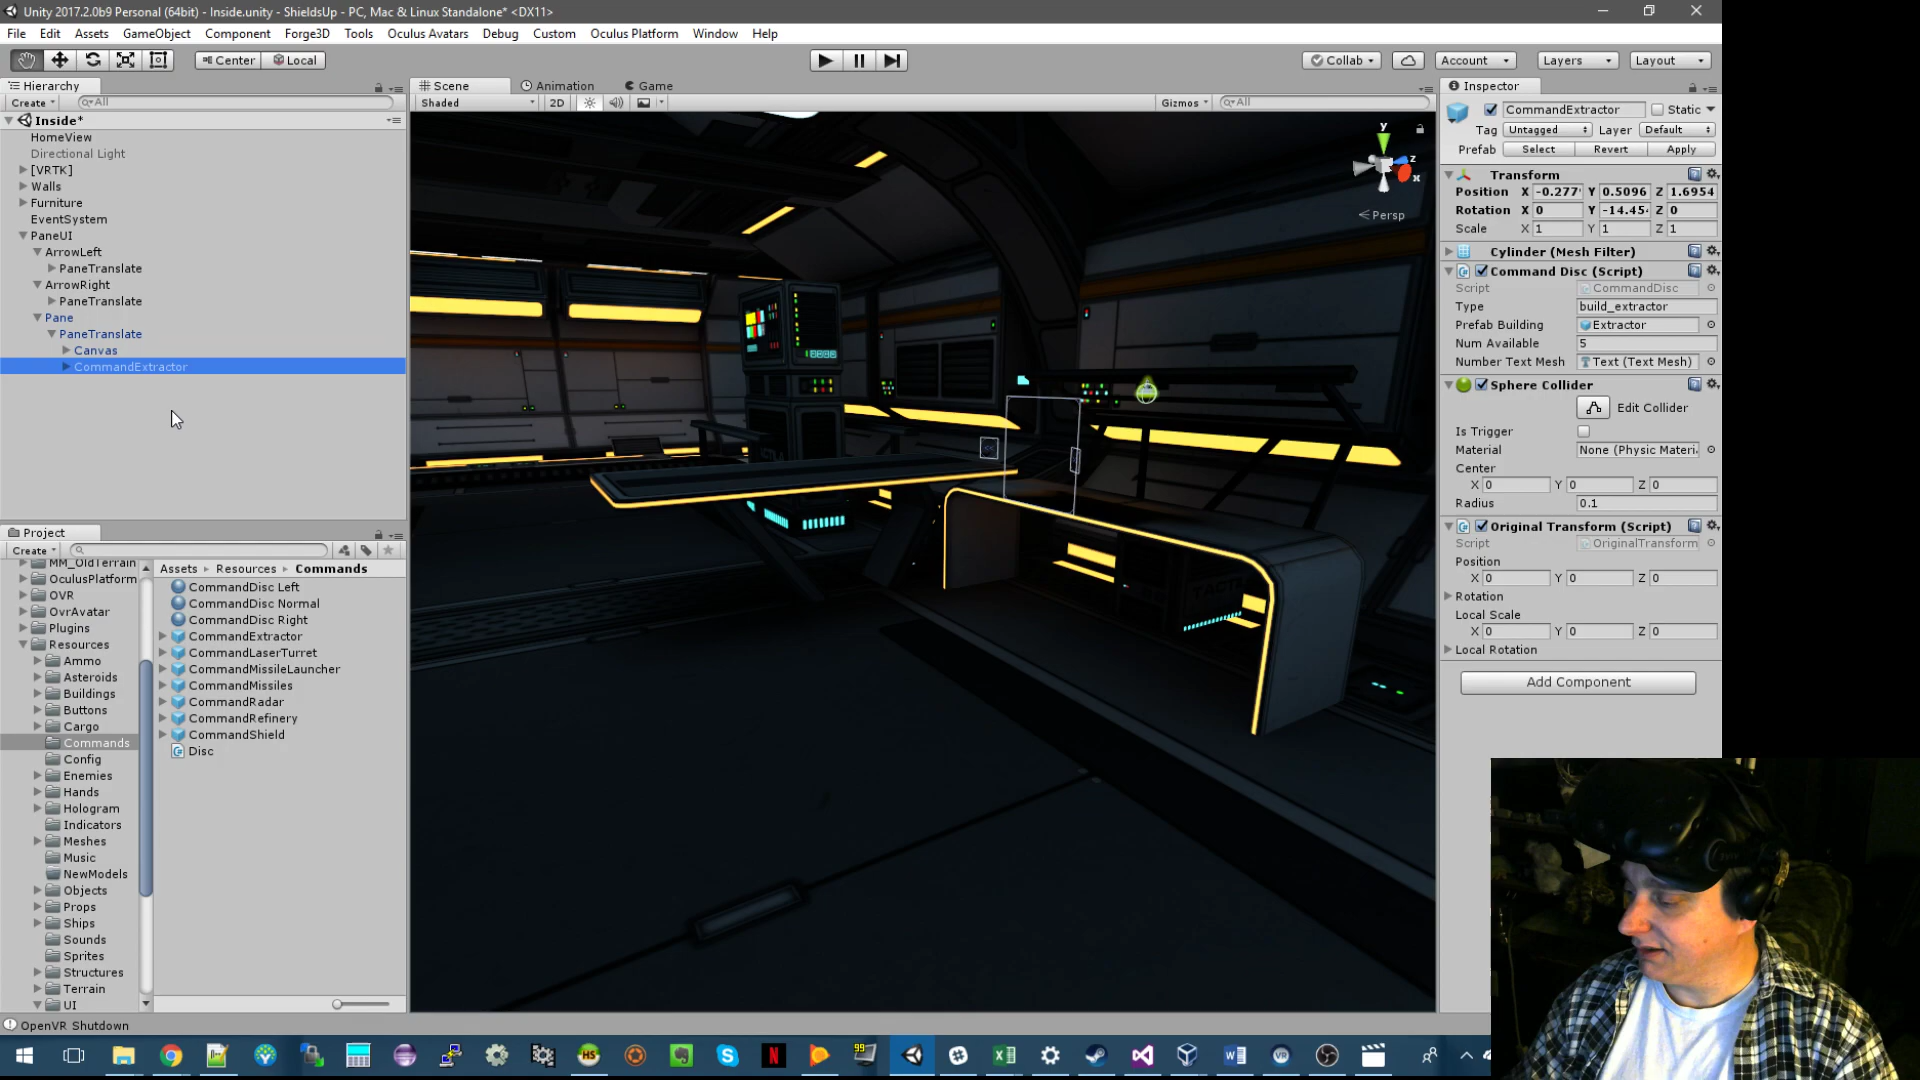 Unity 2017.2.0b9 Personal (64bit) - Inside.unity - ShieldsUp - PC, Mac & Linux Standalone* <DX11>
File Edit Assets GameObject Component Forge3D Tools Oculus Avatars Debug Custom Oculus Platform Window Help
Center Local Collab Account Layers Layout
Hierarchy
Create All
Inside*
HomeView
Directional Light
[VRTK]
Walls
Furniture
EventSystem
PaneUI
ArrowLeft
PaneTranslate
ArrowRight
PaneTranslate
Pane
PaneTranslate
Canvas
CommandExtractor
Scene Animation Game
Shaded 2D Gizmos All
y
z
x
Persp
Project
Create
MM_OldTerrain
OculusPlatform
OVR
OvrAvatar
Plugins
Resources
Ammo
Asteroids
Buildings
Buttons
Cargo
Commands
Config
Enemies
Hands
Hologram
Indicators
Meshes
Music
NewModels
Objects
Props
Ships
Sounds
Sprites
Structures
Terrain
UI
Assets Resources Commands
CommandDisc Left
CommandDisc Normal
CommandDisc Right
CommandExtractor
CommandLaserTurret
CommandMissileLauncher
CommandMissiles
CommandRadar
CommandRefinery
CommandShield
Disc
Inspector
CommandExtractor Static
Tag Untagged Layer Default
Prefab Select Revert Apply
Transform
Position X -0.277 Y 0.5096 Z 1.6954
Rotation X 0 Y -14.45 Z 0
Scale X 1 Y 1 Z 1
Cylinder (Mesh Filter)
Command Disc (Script)
Script CommandDisc
Type build_extractor
Prefab Building Extractor
Num Available 5
Number Text Mesh Text (Text Mesh)
Sphere Collider
Edit Collider
Is Trigger
Material None (Physic Materi
Center
X 0 Y 0 Z 0
Radius 0.1
Original Transform (Script)
Script OriginalTransform
Position
X 0 Y 0 Z 0
Rotation
Local Scale
X 0 Y 0 Z 0
Local Rotation
Add Component
OpenVR Shutdown
99